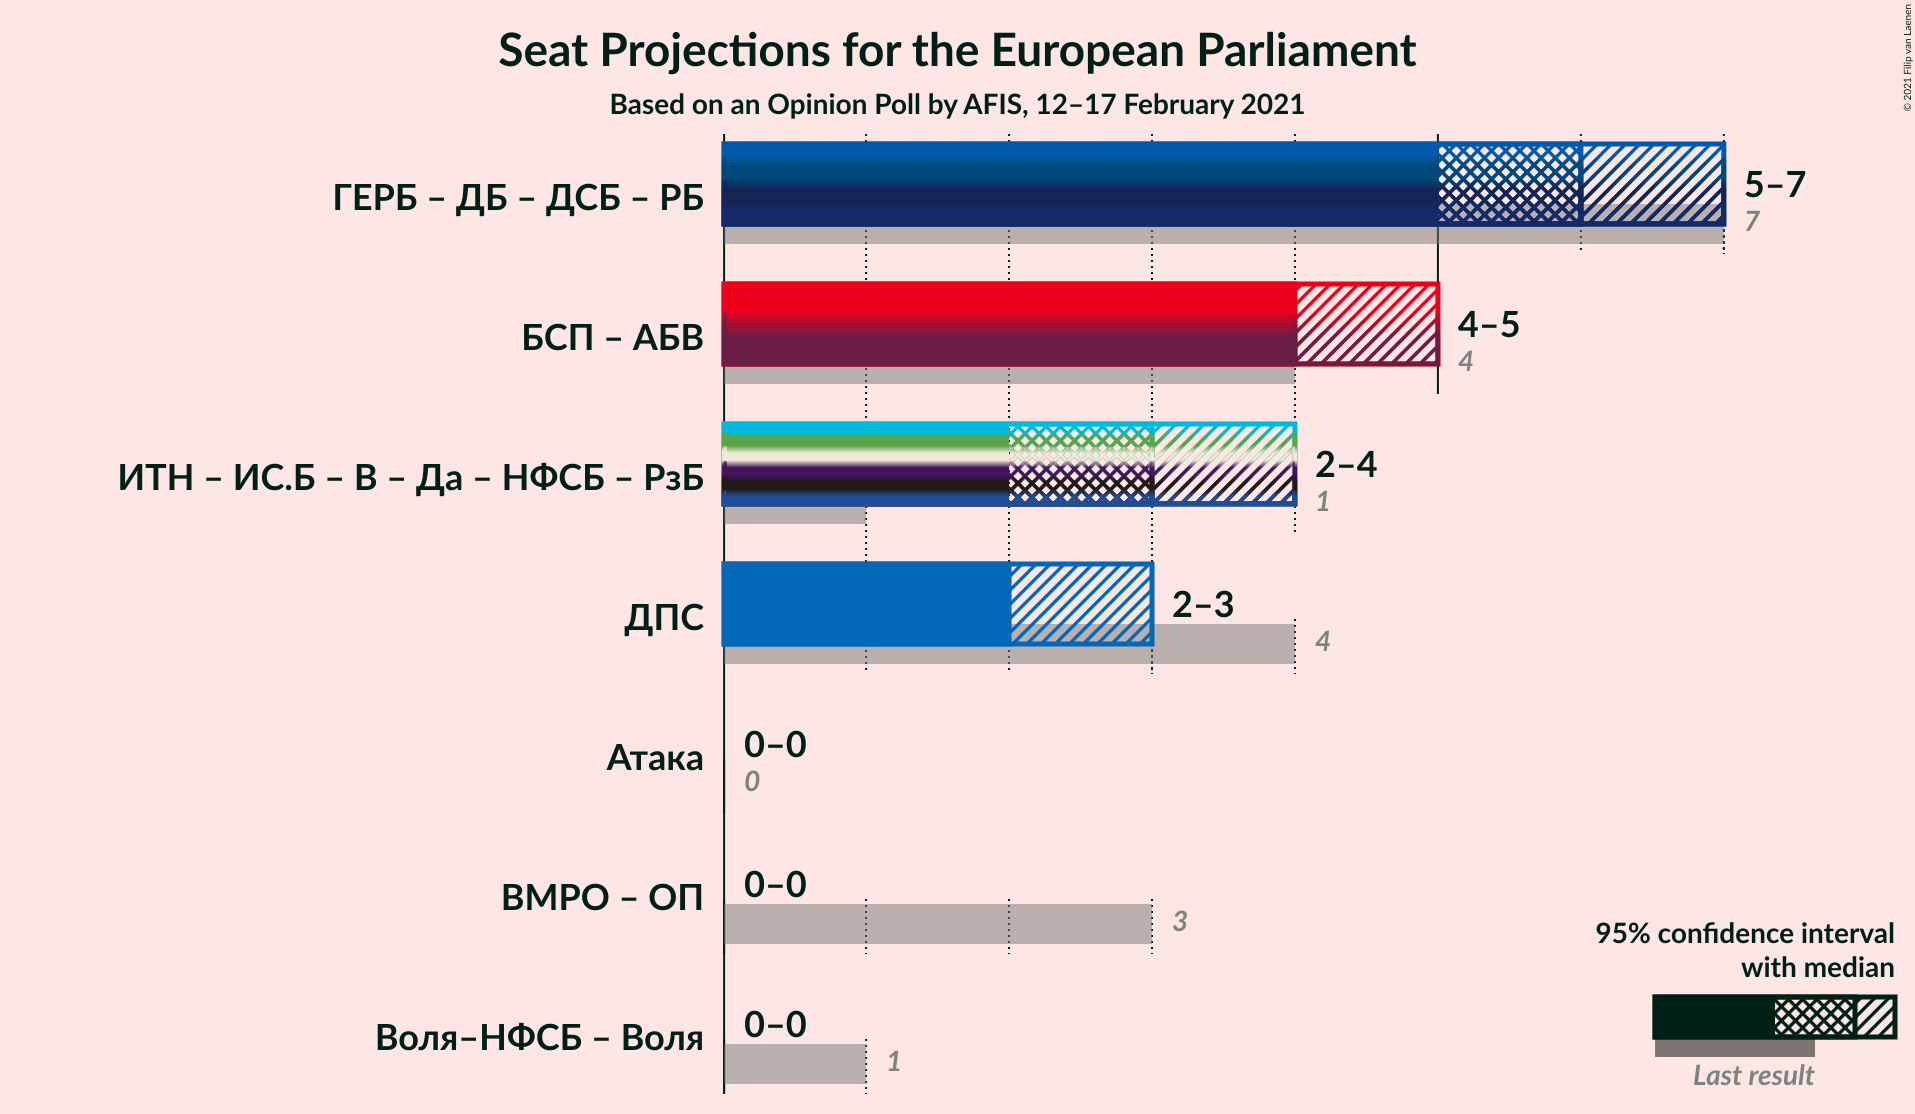 Seat Projections for the European Parliament
Based on an Opinion Poll by AFIS, 12–17 February 2021
© 2021 Filip van Laenen
ГЕРБ – ДБ – ДСБ – РБ
5–7
7
БСП – АБВ
4–5
4
ИТН – ИС.Б – В – Да – НФСБ – РзБ
2–4
1
ДПС
2–3
4
Атака
0–0
0
ВМРО – ОП
0–0
3
Воля–НФСБ – Воля
0–0
1
95% confidence interval
with median
Last result